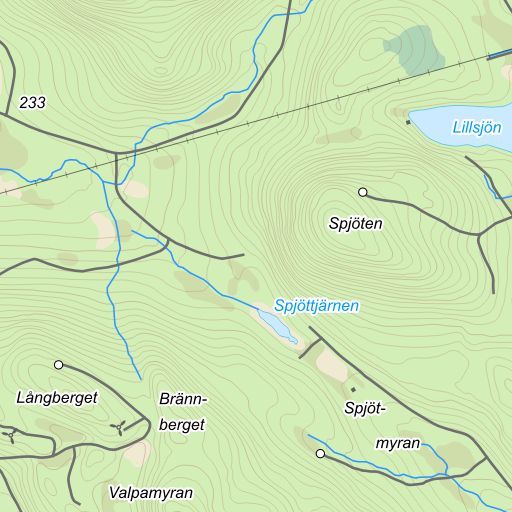 233
Lillsjön
Spjöten
Spjöttjärnen
Långberget
Bränn-
berget
Spjöt-
myran
Valpamyran